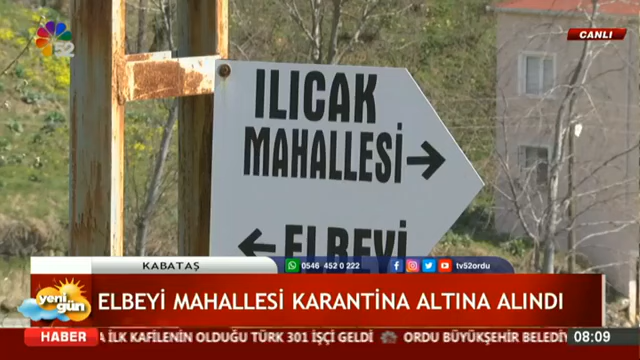 52
CANLI
ILICAK
MAHALLESİ →
← ELBEYİ
KABATAŞ
0546 452 0 222
tv52ordu
yeni gün
ELBEYİ MAHALLESİ KARANTİNA ALTINA ALINDI
HABER
A İLK KAFİLENİN OLDUĞU TÜRK 301 İŞÇİ GELDİ
ORDU BÜYÜKŞEHİR BELEDİY
08:09